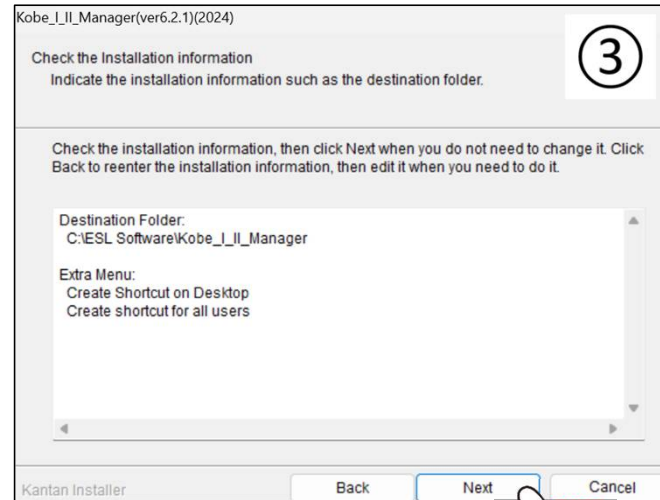 Kobe_I_II_Manager(ver6.2.1)(2024)
③
Check the Installation information
Indicate the installation information such as the destination folder.
Check the installation information, then click Next when you do not need to change it. Click
Back to reenter the installation information, then edit it when you need to do it.
Destination Folder:
C:\ESL Software\Kobe_I_II_Manager
Extra Menu:
Create Shortcut on Desktop
Create shortcut for all users
Kantan Installer
Back
Next
Cancel